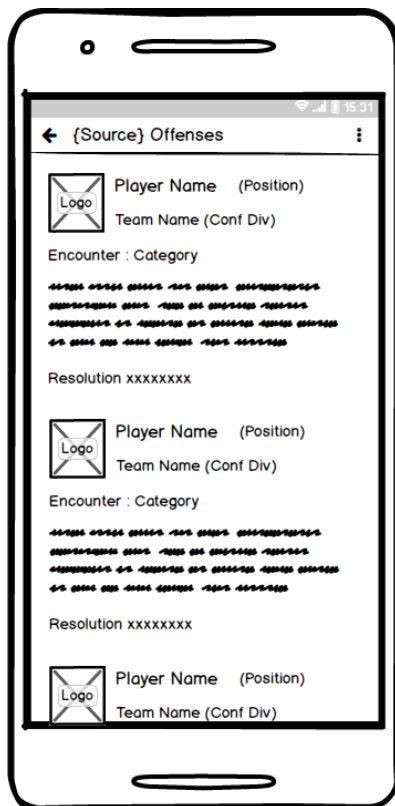 15:31
{Source} Offenses
Player Name (Position)
Logo
Team Name (Conf Div)
Encounter : Category
Resolution xxxxxxxx
Player Name (Position)
Logo
Team Name (Conf Div)
Encounter : Category
Resolution xxxxxxxx
Player Name (Position)
Logo
Team Name (Conf Div)